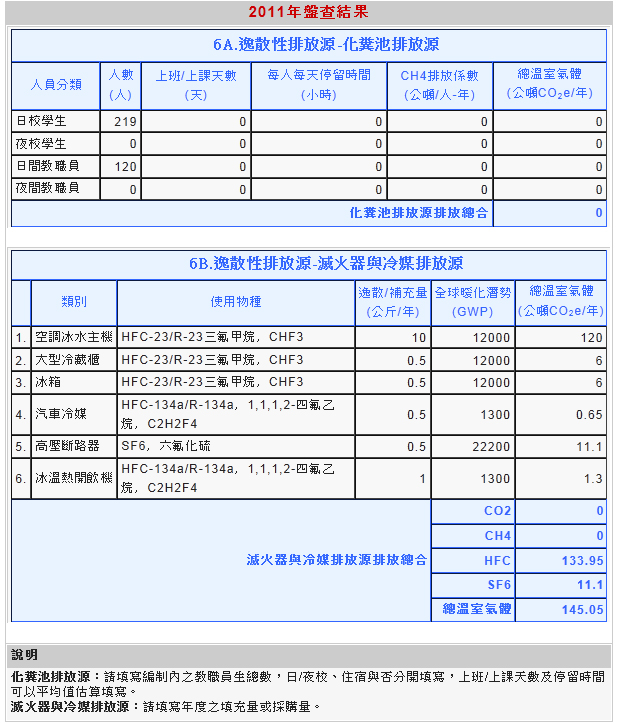 2011年盤查結果
6A.逸散性排放源-化糞池排放源
人員分類 人數 (人) 上班/上課天數 (天) 每人每天停留時間 (小時) CH4排放係數 (公噸/人-年) 總溫室氣體 (公噸CO2e/年)
日校學生 219 0 0 0 0
夜校學生 0 0 0 0 0
日間教職員 120 0 0 0 0
夜間教職員 0 0 0 0 0
化糞池排放源排放總合 0
6B.逸散性排放源-滅火器與冷媒排放源
類別 使用物種 逸散/補充量 (公斤/年) 全球暖化潛勢 (GWP) 總溫室氣體 (公噸CO2e/年)
1. 空調冰水主機 HFC-23/R-23三氟甲烷，CHF3 10 12000 120
2. 大型冷藏櫃 HFC-23/R-23三氟甲烷，CHF3 0.5 12000 6
3. 冰箱 HFC-23/R-23三氟甲烷，CHF3 0.5 12000 6
4. 汽車冷媒 HFC-134a/R-134a，1,1,1,2-四氟乙
烷，C2H2F4 0.5 1300 0.65
5. 高壓斷路器 SF6，六氟化硫 0.5 22200 11.1
6. 冰溫熱開飲機 HFC-134a/R-134a，1,1,1,2-四氟乙
烷，C2H2F4 1 1300 1.3
滅火器與冷媒排放源排放總合
CO2 0
CH4 0
HFC 133.95
SF6 11.1
總溫室氣體 145.05
說明
化糞池排放源：請填寫編制內之教職員生總數，日/夜校、住宿與否分開填寫，上班/上課天數及停留時間
可以平均值估算填寫。
滅火器與冷媒排放源：請填寫年度之填充量或採購量。